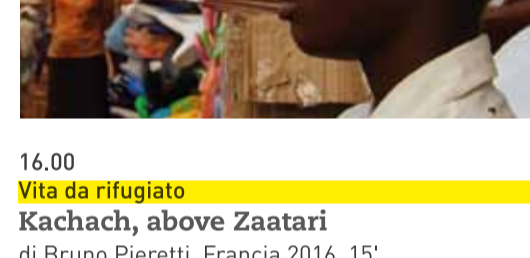 16.00
Vita da rifugiato
Kachach, above Zaatari
di Bruno Pieretti, Francia 2016, 15'